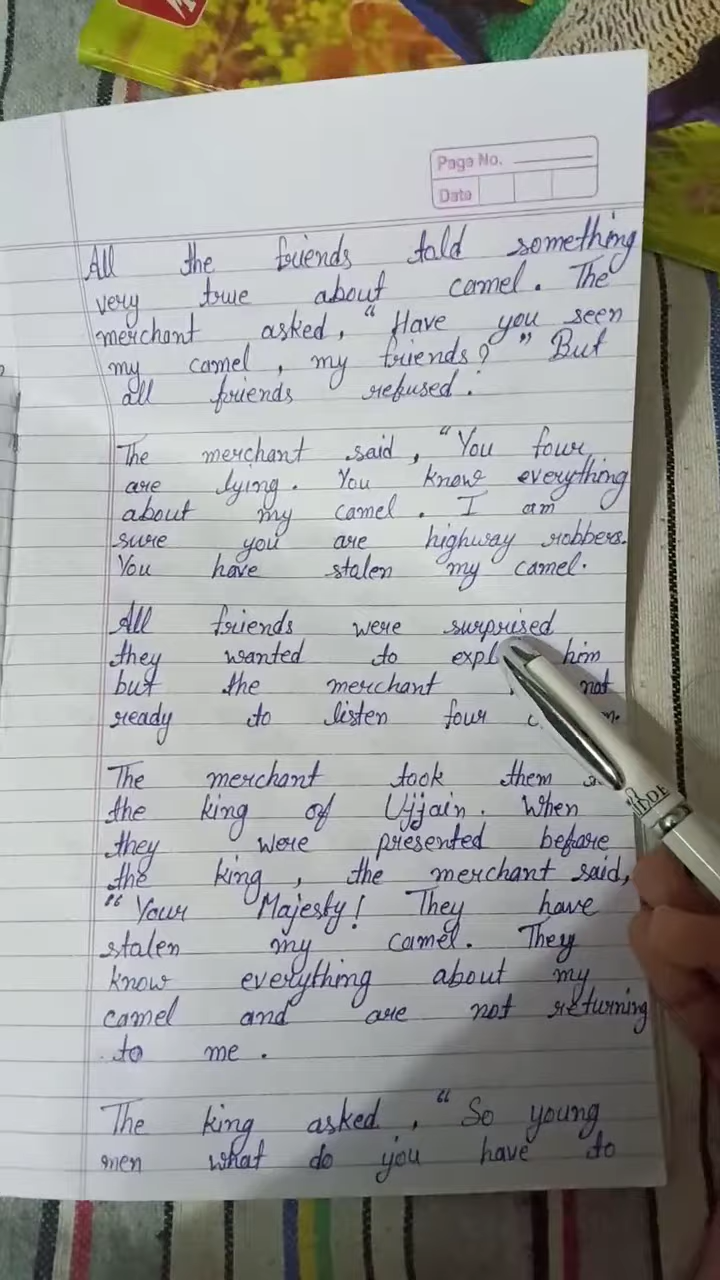 Page No.
Date
All the friends told something
very true about camel. The
merchant asked, "Have you seen
my camel, my friends?" But
all friends refused.
The merchant said, "You four
are lying. You know everything
about my camel. I am
sure you are highway robbers.
You have stolen my camel.
All friends were surprised
they wanted to him
but the merchant not
ready to listen four
The merchant took them
the king of Ujjain. When
they were presented before
the king, the merchant said,
"Your Majesty! They have
stolen my camel. They
know everything about my
camel and are not returning
to me.
The king asked, "So young
men what do you have to